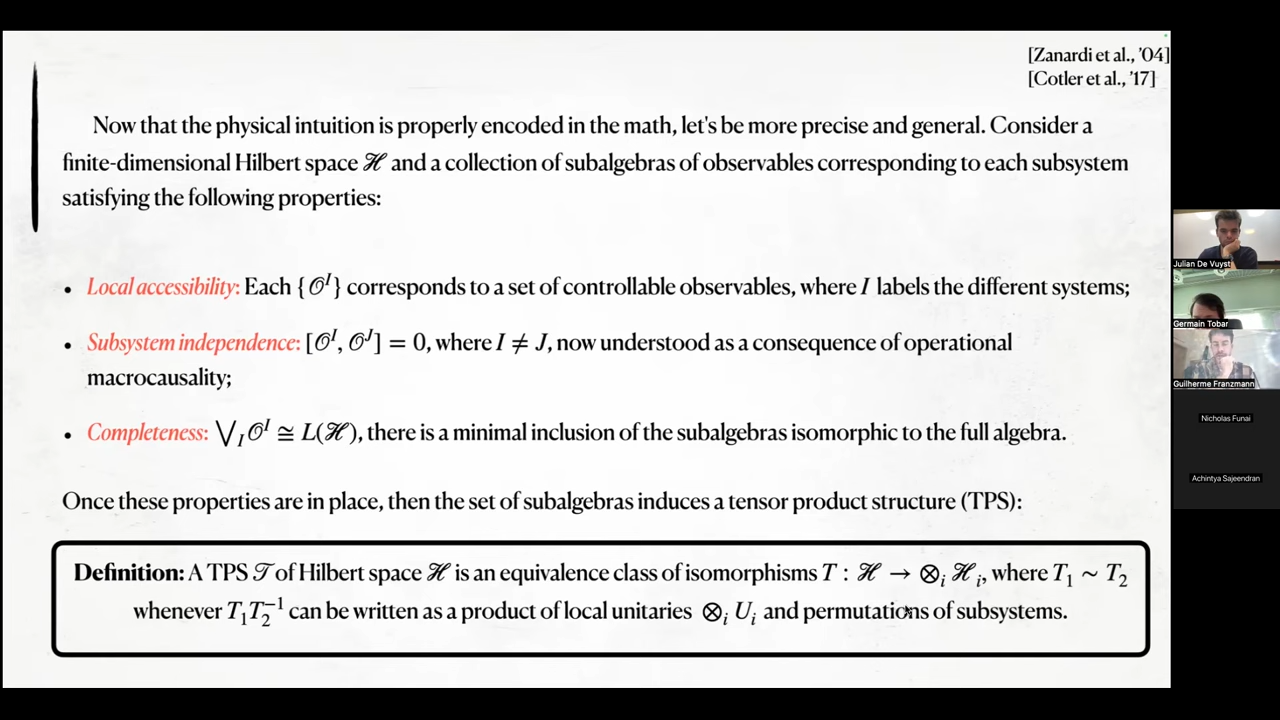 [Zanardi et al., '04]
[Cotler et al., '17]
Now that the physical intuition is properly encoded in the math, let's be more precise and general. Consider a
finite-dimensional Hilbert space ℋ and a collection of subalgebras of observables corresponding to each subsystem
satisfying the following properties:
• Local accessibility: Each {𝒪^I} corresponds to a set of controllable observables, where I labels the different systems;
• Subsystem independence: [𝒪^I, 𝒪^J] = 0, where I ≠ J, now understood as a consequence of operational
macrocausality;
• Completeness: ⋁_I 𝒪^I ≅ L(ℋ), there is a minimal inclusion of the subalgebras isomorphic to the full algebra.
Once these properties are in place, then the set of subalgebras induces a tensor product structure (TPS):
Definition: A TPS 𝒯 of Hilbert space ℋ is an equivalence class of isomorphisms T : ℋ → ⊗_i ℋ_i, where T_1 ∼ T_2
whenever T_1T_2^{-1} can be written as a product of local unitaries ⊗_i U_i and permutations of subsystems.
Julian De Vuyst
Germain Tobar
Guilherme Franzmann
Nicholas Funai
Achintya Sajeendran